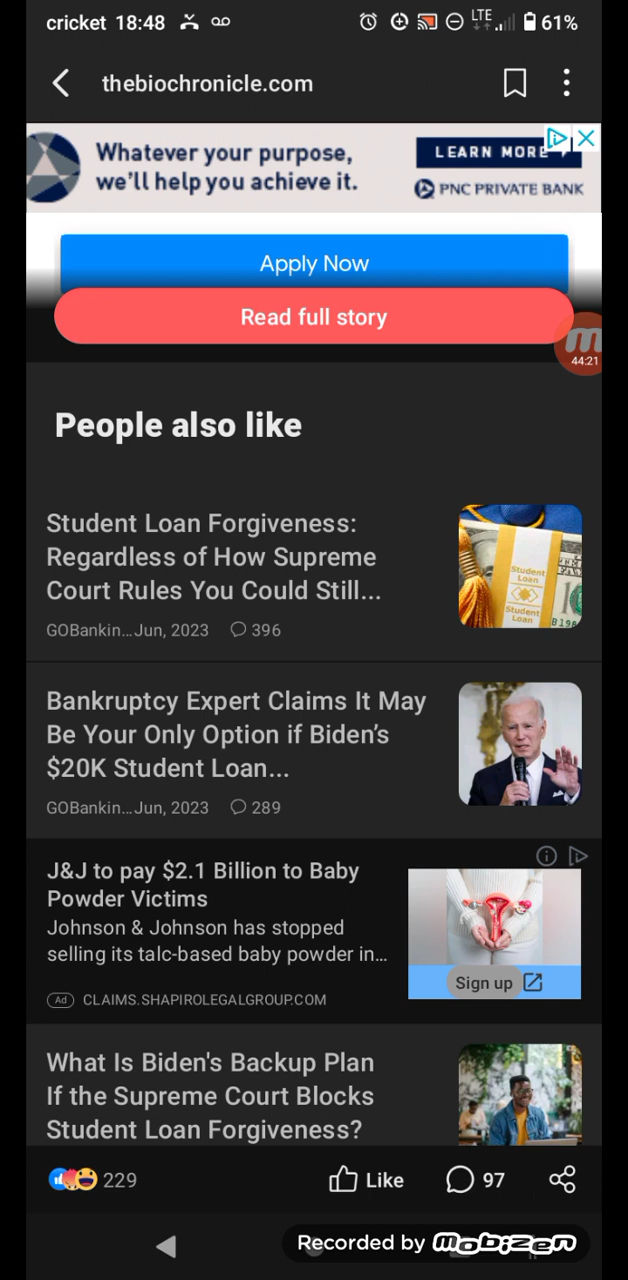 cricket 18:48
LTE
61%
thebiochronicle.com
Whatever your purpose,
we'll help you achieve it.
LEARN MORE
PNC PRIVATE BANK
Apply Now
Read full story
44:21
People also like
Student Loan Forgiveness:
Regardless of How Supreme
Court Rules You Could Still...
GOBankin...Jun, 2023 396
Student
Loan
Student
Loan
Bankruptcy Expert Claims It May
Be Your Only Option if Biden’s
$20K Student Loan...
GOBankin...Jun, 2023 289
J&J to pay $2.1 Billion to Baby
Powder Victims
Johnson & Johnson has stopped
selling its talc-based baby powder in...
Ad CLAIMS.SHAPIROLEGALGROUP.COM
Sign up
What Is Biden's Backup Plan
If the Supreme Court Blocks
Student Loan Forgiveness?
229 Like 97
Recorded by mobizen